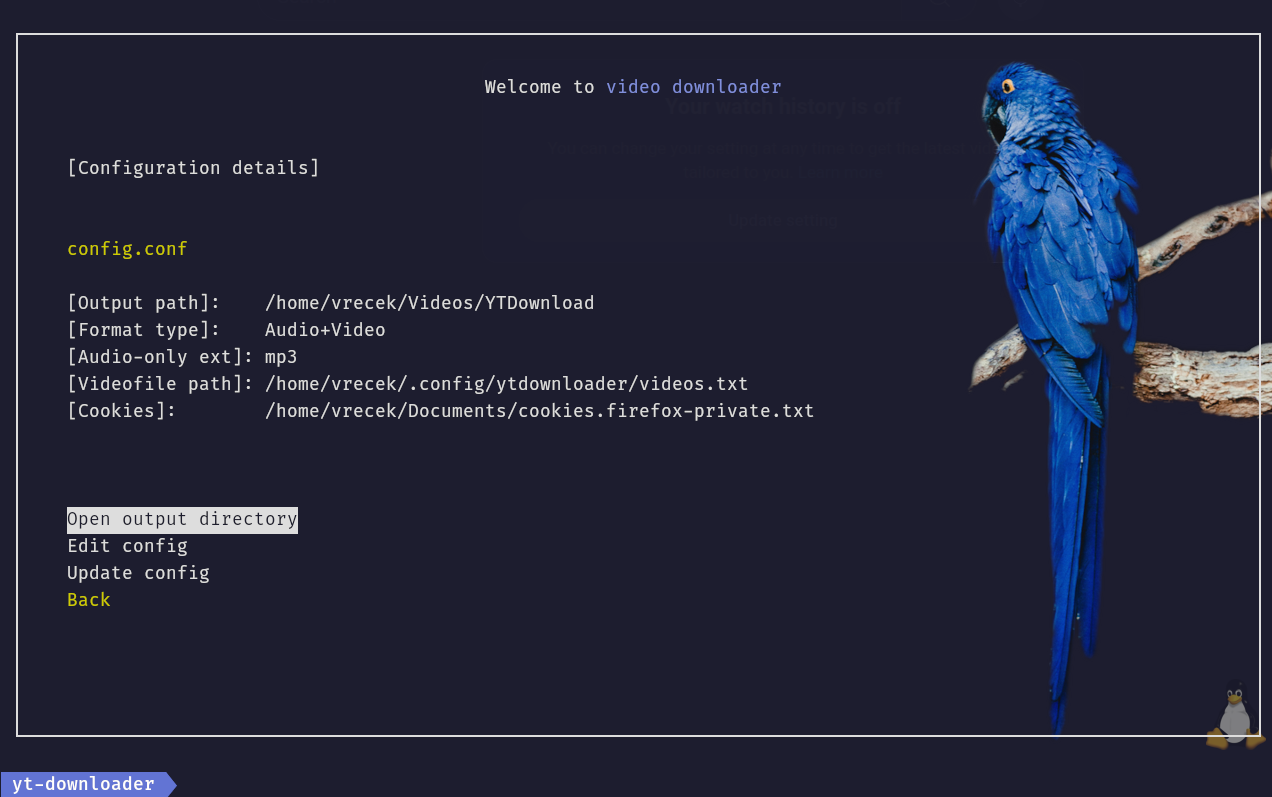 Welcome to video downloader
Your watch history is off
[Configuration details]
config.conf
[Output path]: /home/vrecek/Videos/YTDownload
[Format type]: Audio+Video
[Audio-only ext]: mp3
[Videofile path]: /home/vrecek/.config/ytdownloader/videos.txt
[Cookies]: /home/vrecek/Documents/cookies.firefox-private.txt
Open output directory
Edit config
Update config
Back
yt-downloader